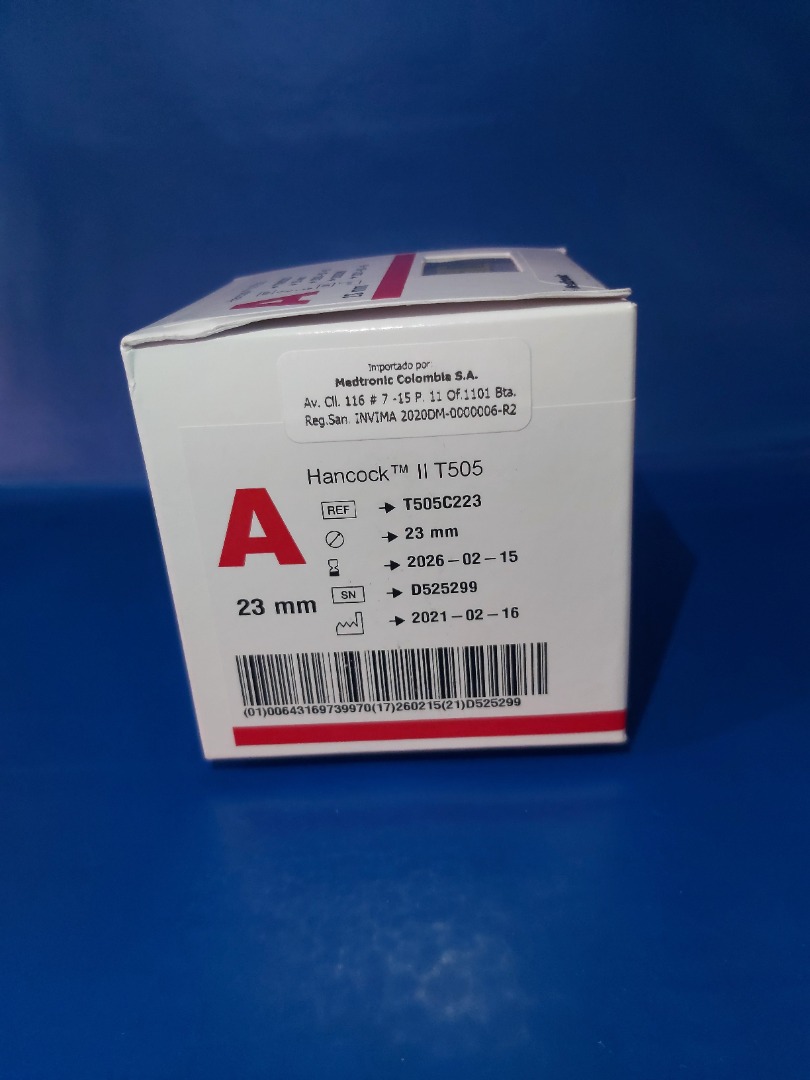 Importado por
Medtronic Colombia S.A.
Av. Cll. 116 # 7 -15 P. 11 Of.1101 Bta.
Reg.San. INVIMA 2020DM-0000006-R2
Hancock™ II T505
A
REF → T505C223
→ 23 mm
→ 2026-02-15
23 mm
SN → D525299
→ 2021-02-16
(01)00643169739970(17)260215(21)D525299